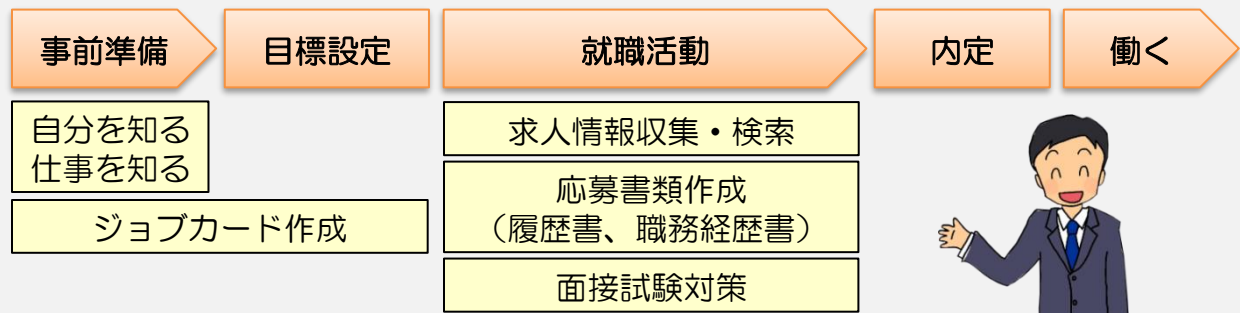 事前準備
目標設定
就職活動
内定
働く
自分を知る
仕事を知る
ジョブカード作成
求人情報収集・検索
応募書類作成
（履歴書、職務経歴書）
面接試験対策